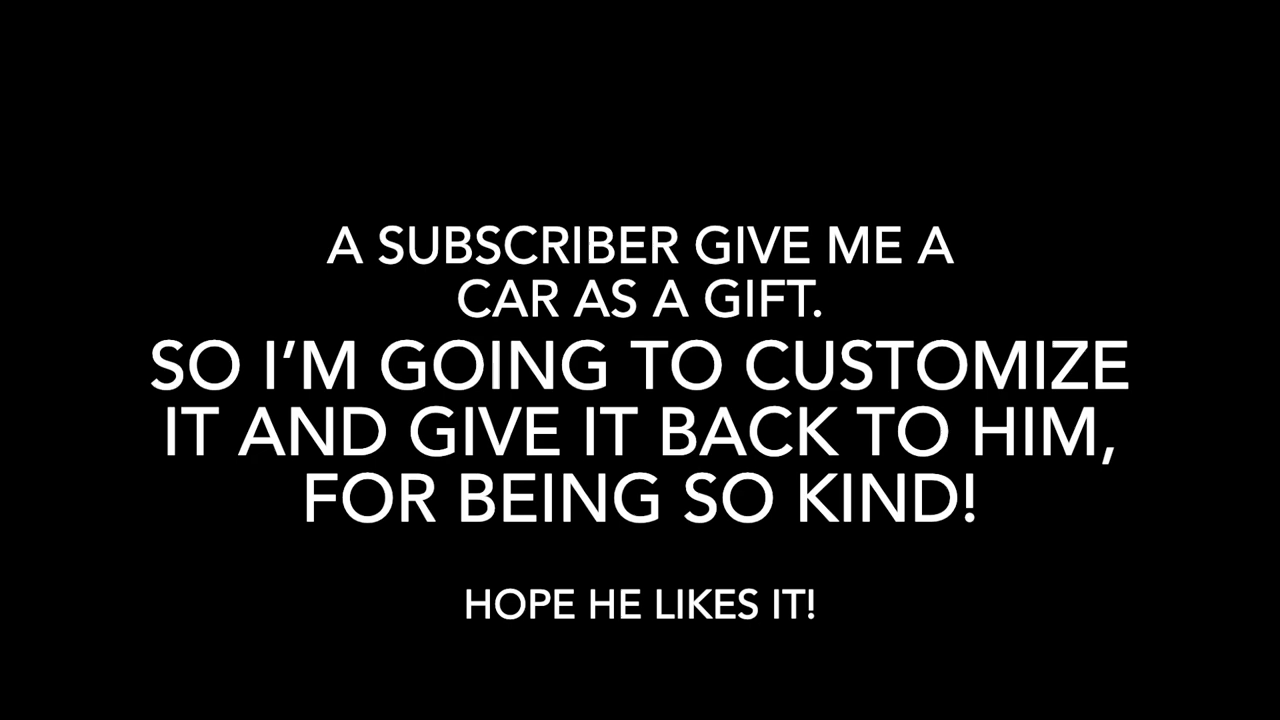 A SUBSCRIBER GIVE ME A
CAR AS A GIFT.
SO I’M GOING TO CUSTOMIZE
IT AND GIVE IT BACK TO HIM,
FOR BEING SO KIND!
HOPE HE LIKES IT!